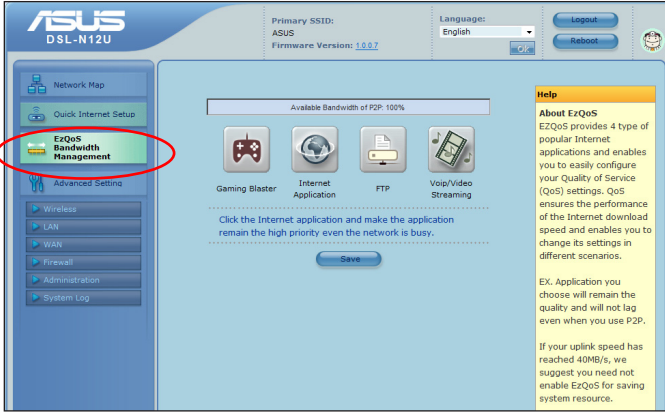 ASUS
DSL-N12U
Primary SSID:
ASUS
Firmware Version: 1.0.0.7
Language:
English
ok
Logout
Reboot
Network Map
Quick Internet Setup
EzQoS
Bandwidth
Management
Advanced Setting
Wireless
LAN
WAN
Firewall
Administration
System Log
Available Bandwidth of P2P: 100%
Gaming Blaster
Internet
Application
FTP
Voip/Video
Streaming
Click the Internet application and make the application
remain the high priority even the network is busy.
Save
Help
About EzQoS
EZQoS provides 4 type of
popular Internet
applications and enables
you to easily configure
your Quality of Service
(QoS) settings. QoS
ensures the performance
of the Internet download
speed and enables you to
change its settings in
different scenarios.
EX. Application you
choose will remain the
quality and will not lag
even when you use P2P.
If your uplink speed has
reached 40MB/s, we
suggest you need not
enable EzQoS for saving
system resource.